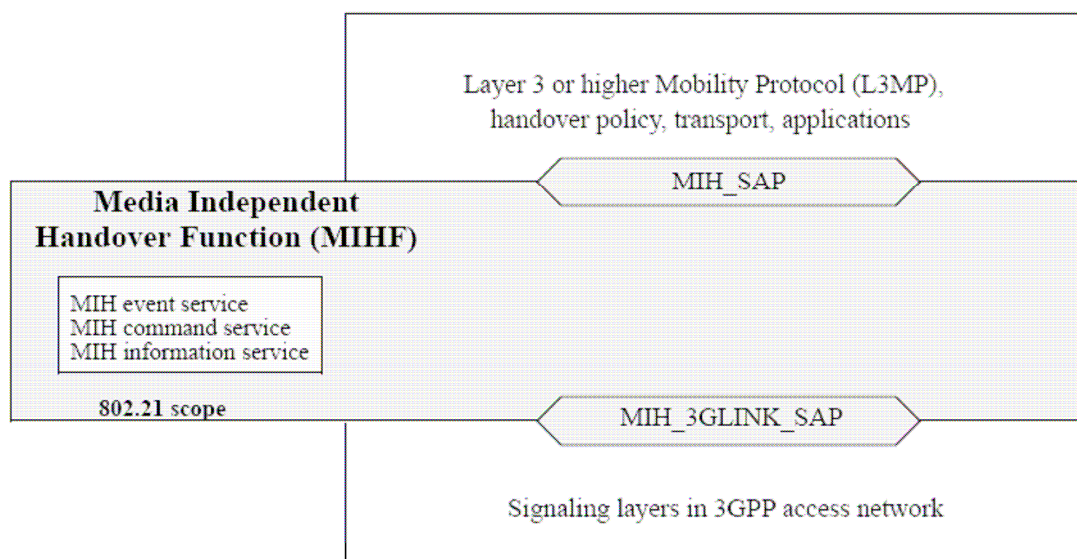 Layer 3 or higher Mobility Protocol (L3MP),
handover policy, transport, applications
MIH_SAP
Media Independent
Handover Function (MIHF)
MIH event service
MIH command service
MIH information service
802.21 scope
MIH_3GLINK_SAP
Signaling layers in 3GPP access network